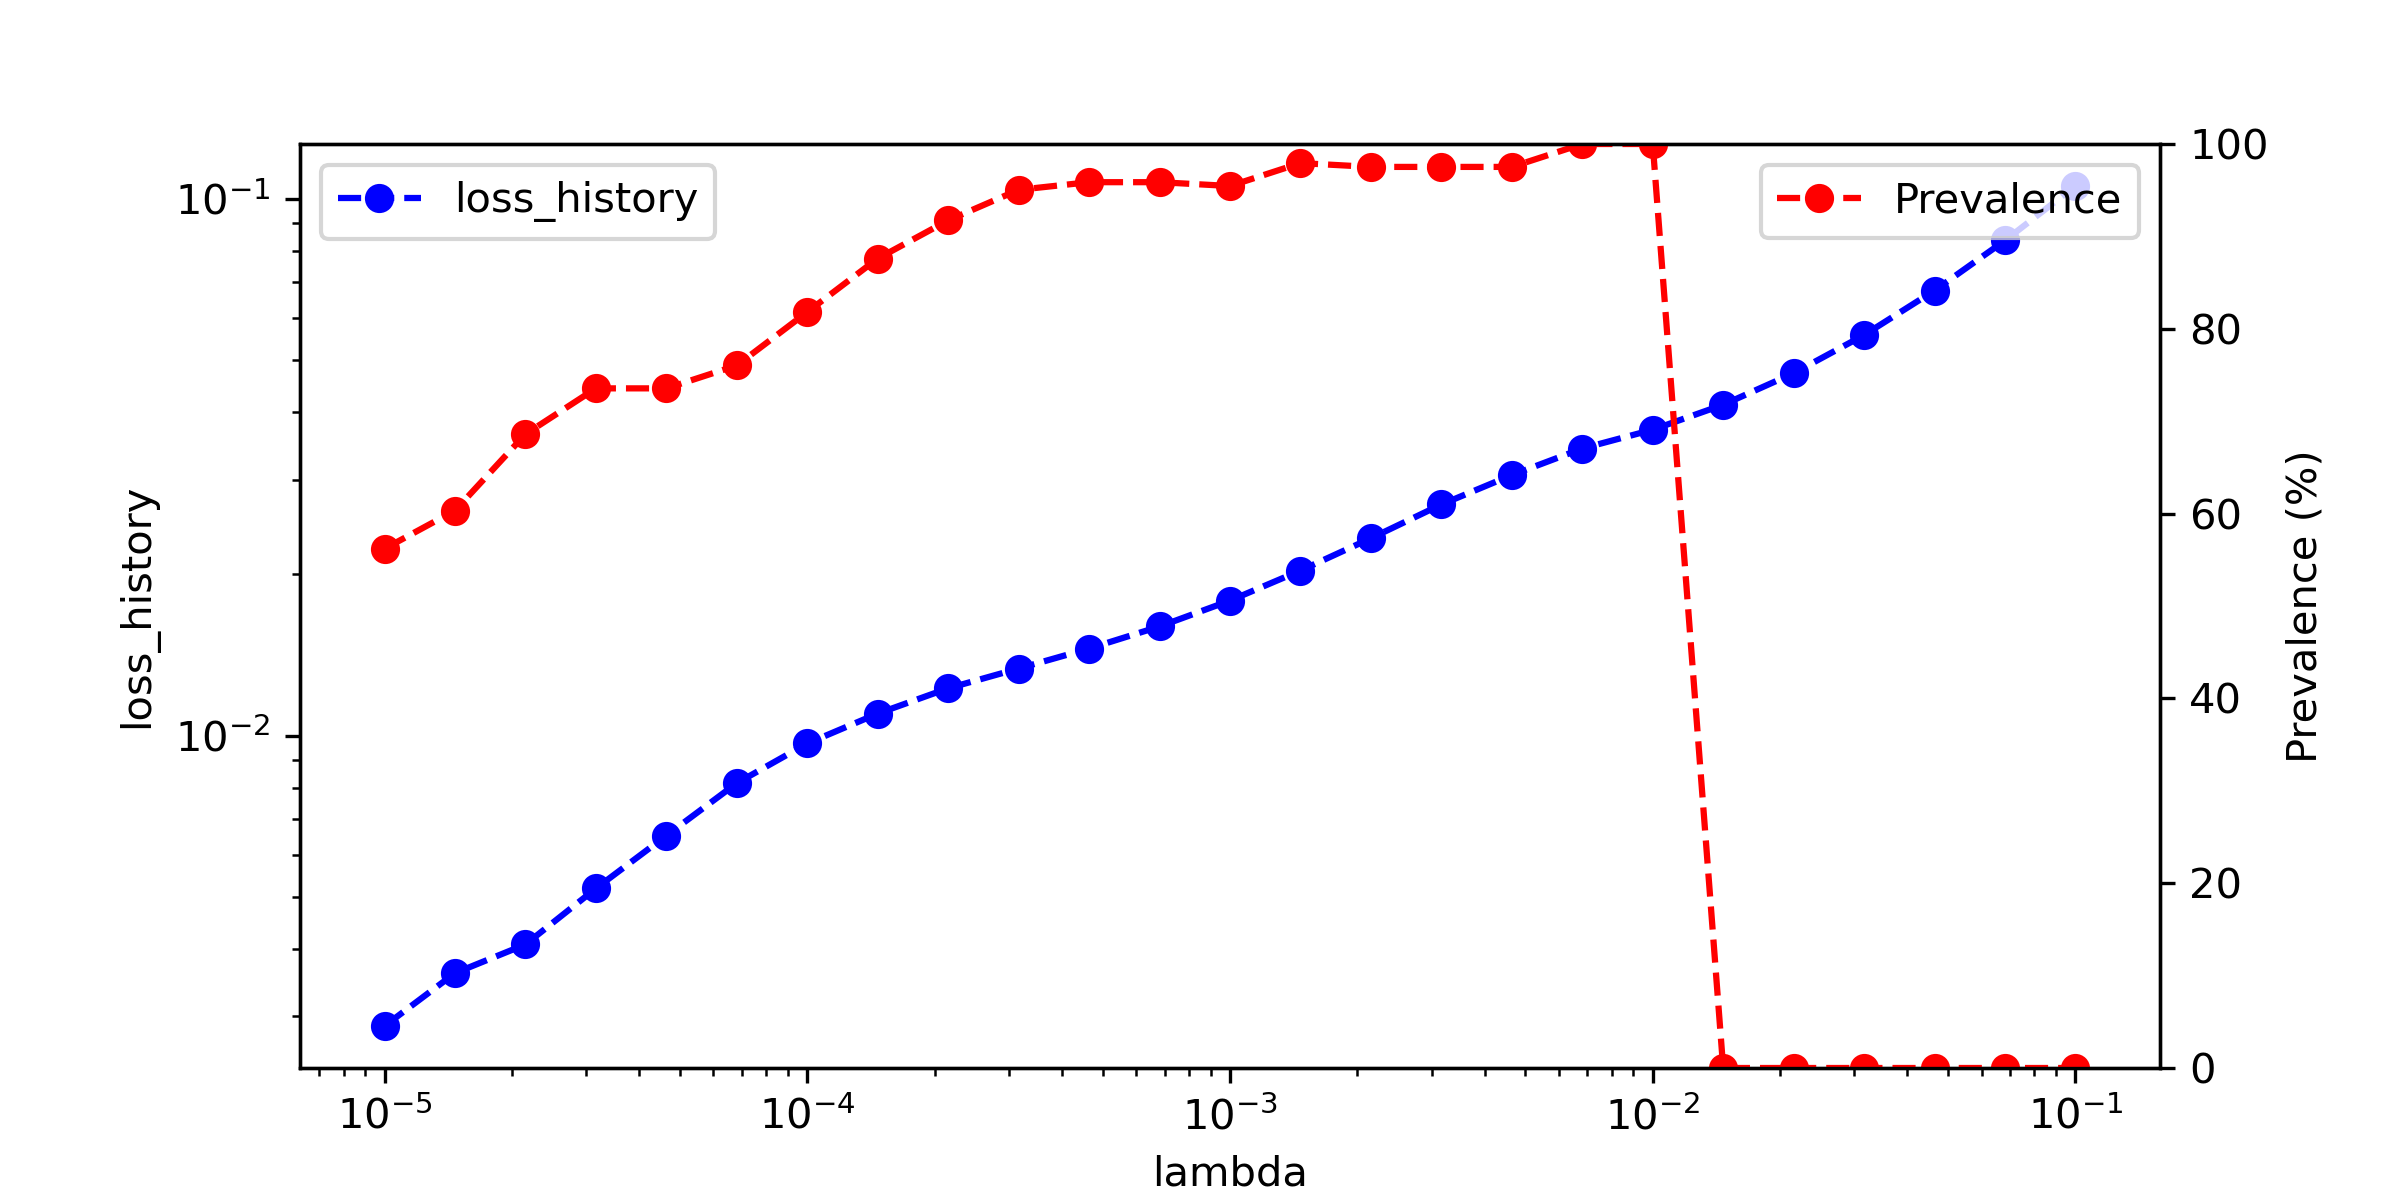 loss_history
Prevalence
10⁻¹
10⁻²
loss_history
100
80
60
40
20
0
Prevalence (%)
10⁻⁵ 10⁻⁴ 10⁻³ 10⁻² 10⁻¹
lambda